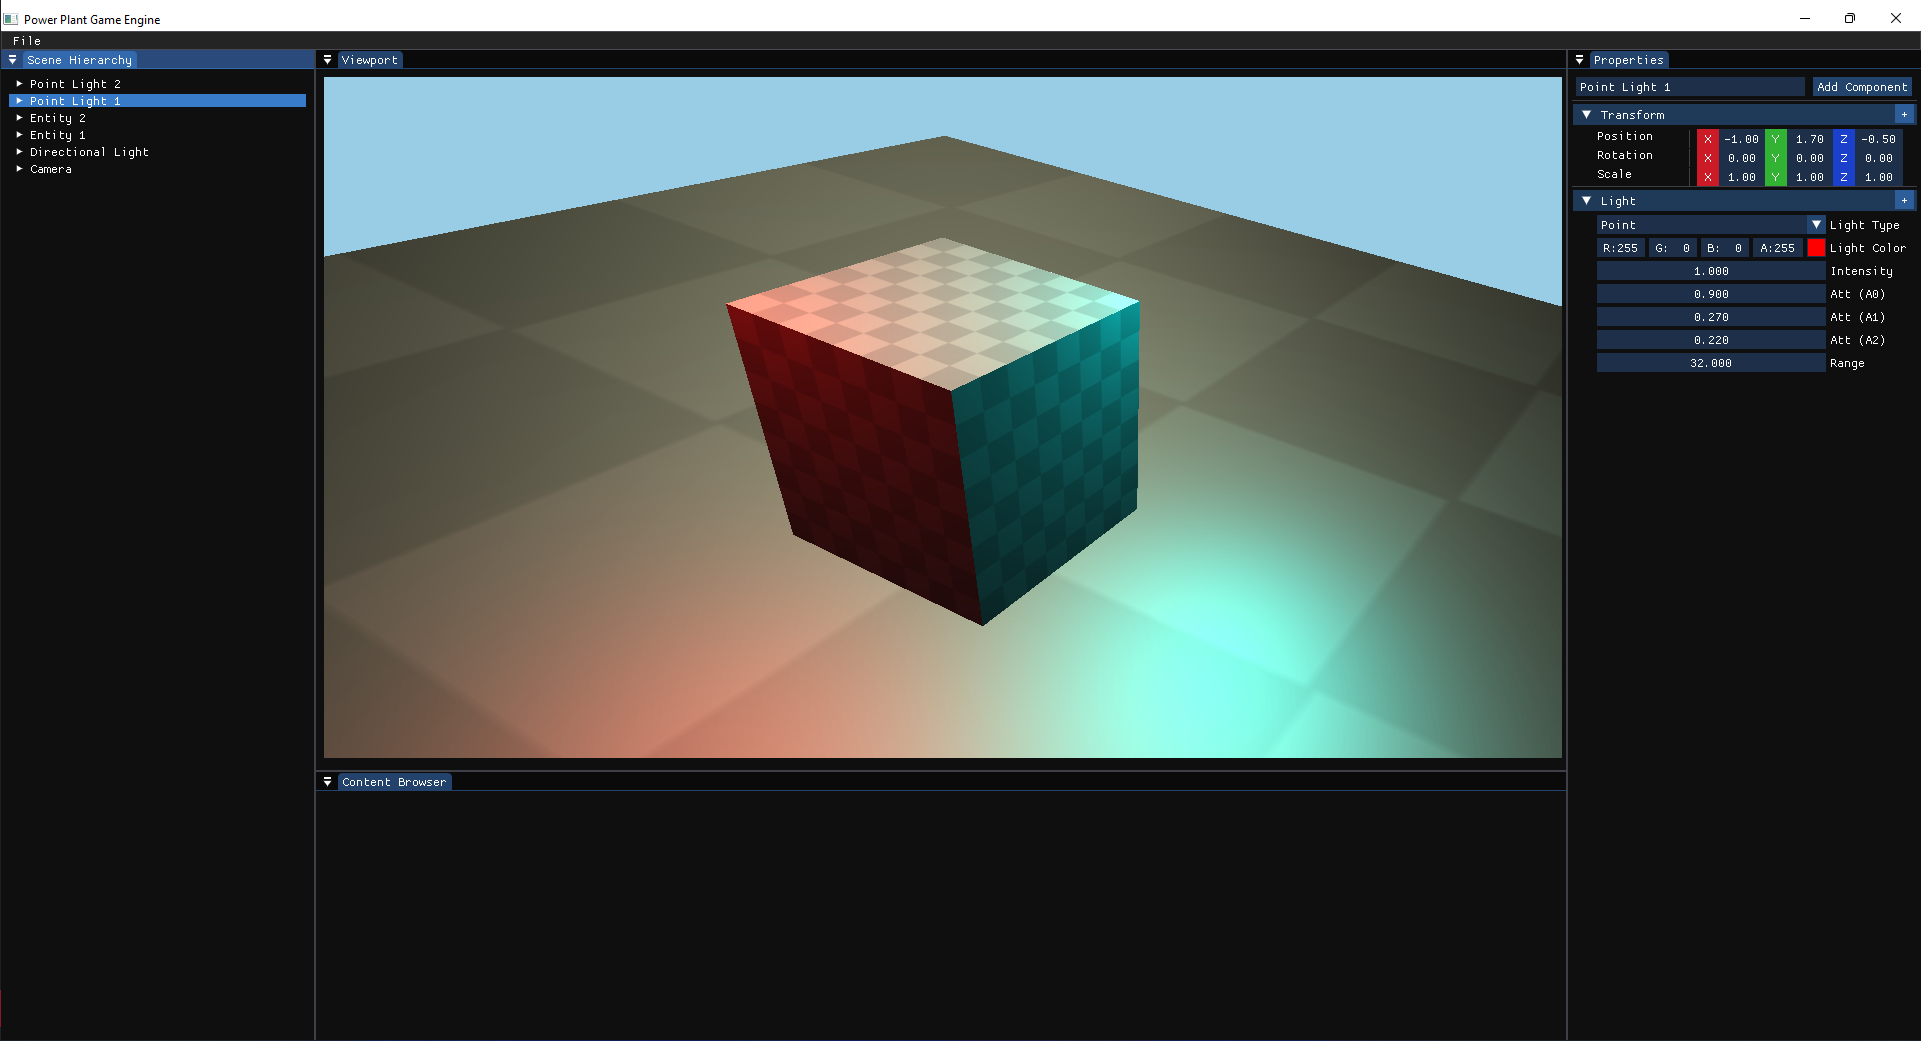 Power Plant Game Engine
File
Scene Hierarchy
Point Light 2
Point Light 1
Entity 2
Entity 1
Directional Light
Camera
Viewport
Content Browser
Properties
Point Light 1 Add Component
Transform +
Position X -1.00 Y 1.70 Z -0.50
Rotation X 0.00 Y 0.00 Z 0.00
Scale X 1.00 Y 1.00 Z 1.00
Light +
Point Light Type
R:255 G: 0 B: 0 A:255 Light Color
1.000 Intensity
0.900 Att (A0)
0.270 Att (A1)
0.220 Att (A2)
32.000 Range